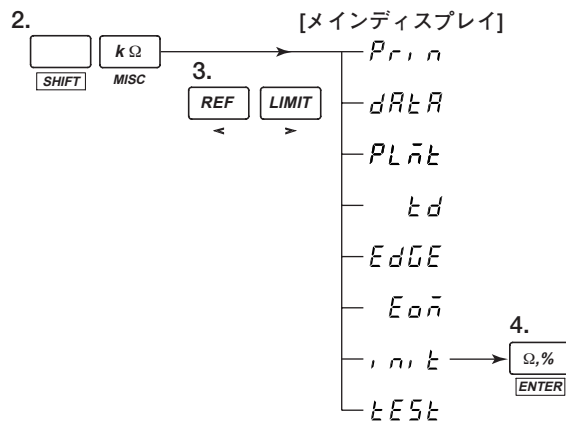 2. [メインディスプレイ]
kΩ
SHIFT MISC
3.
REF LIMIT
< >
Prin
dAtA
PLmt
td
EdGE
Eom
init
tESt
4.
Ω,%
ENTER